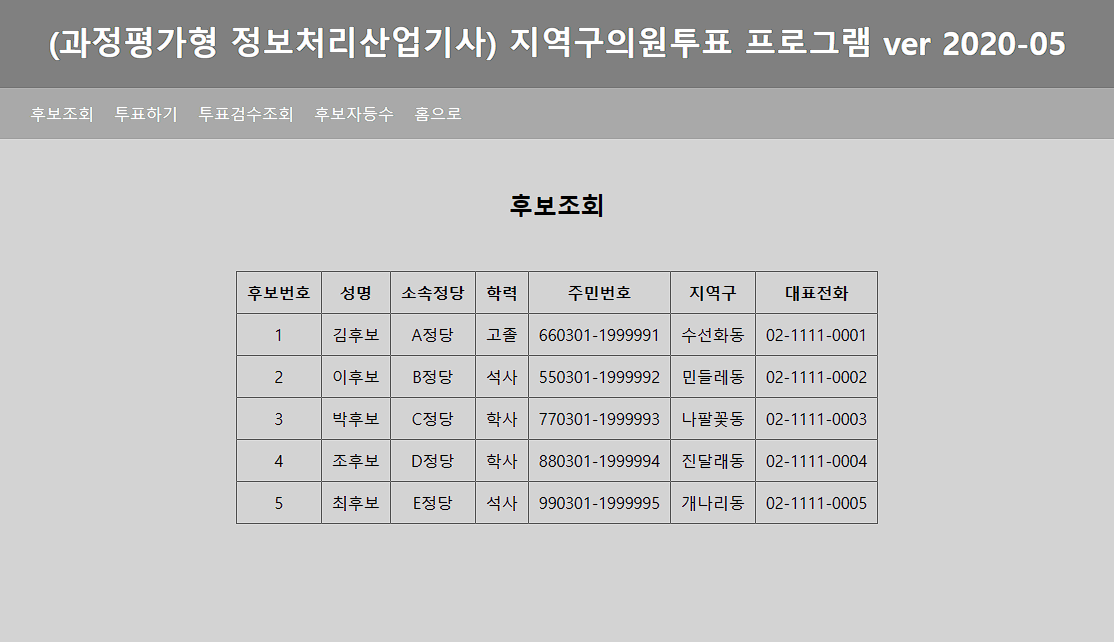 (과정평가형 정보처리산업기사) 지역구의원투표 프로그램 ver 2020-05
후보조회 투표하기 투표검수조회 후보자등수 홈으로
후보조회
후보번호 성명 소속정당 학력 주민번호 지역구 대표전화
1 김후보 A정당 고졸 660301-1999991 수선화동 02-1111-0001
2 이후보 B정당 석사 550301-1999992 민들레동 02-1111-0002
3 박후보 C정당 학사 770301-1999993 나팔꽃동 02-1111-0003
4 조후보 D정당 학사 880301-1999994 진달래동 02-1111-0004
5 최후보 E정당 석사 990301-1999995 개나리동 02-1111-0005